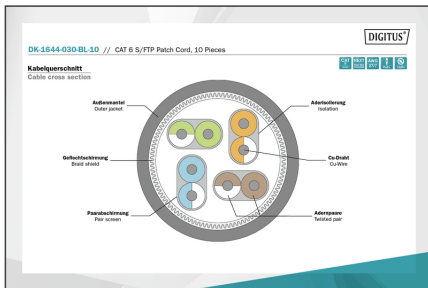 DIGITUS®
DK-1644-030-BL-10 // CAT 6 S/FTP Patch Cord, 10 Pieces
Kabelquerschnitt
Cable cross section
Außenmantel
Outer jacket
Aderisolierung
Isolation
Geflechtschirmung
Braid shield
Cu-Draht
Cu-Wire
Paarabschirmung
Pair screen
Adernpaare
Twisted pair